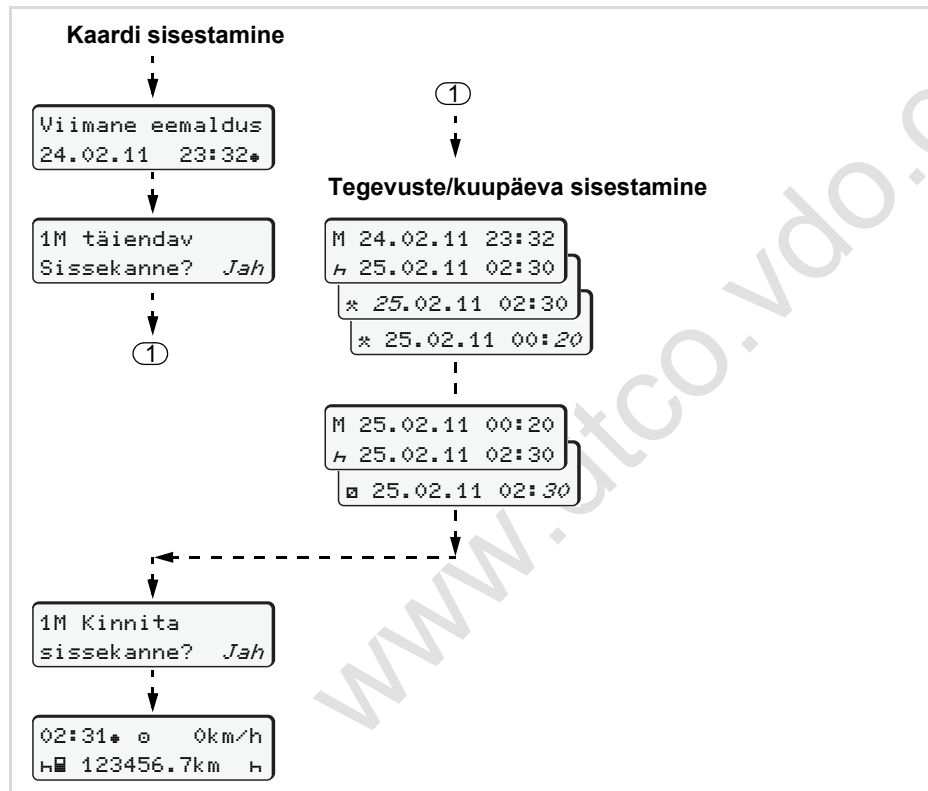 Kaardi sisestamine
Viimane eemaldus
24.02.11 23:32
1M täiendav
Sissekanne? Jah
1
1
Tegevuste/kuupäeva sisestamine
M 24.02.11 23:32
25.02.11 02:30
25.02.11 02:30
25.02.11 00:20
M 25.02.11 00:20
25.02.11 02:30
25.02.11 02:30
1M Kinnita
sissekanne? Jah
02:31 0km/h
123456.7km
www.dtco.vdo.c